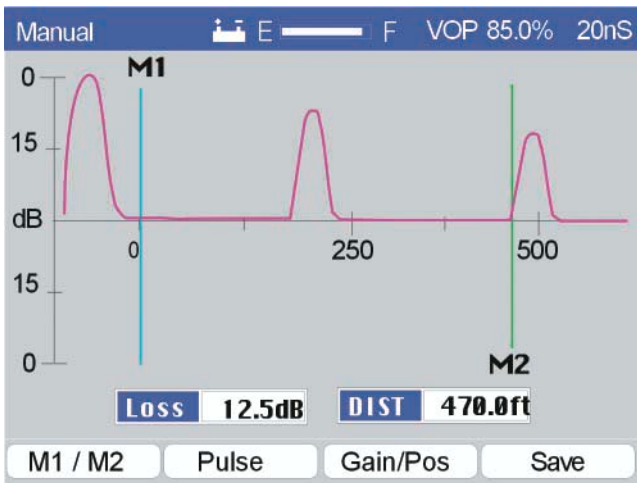 Manual E F VOP 85.0% 20nS
M1
0
15
dB
0 250 500
15
0
M2
Loss 12.5dB DIST 470.0ft
M1 / M2 Pulse Gain/Pos Save